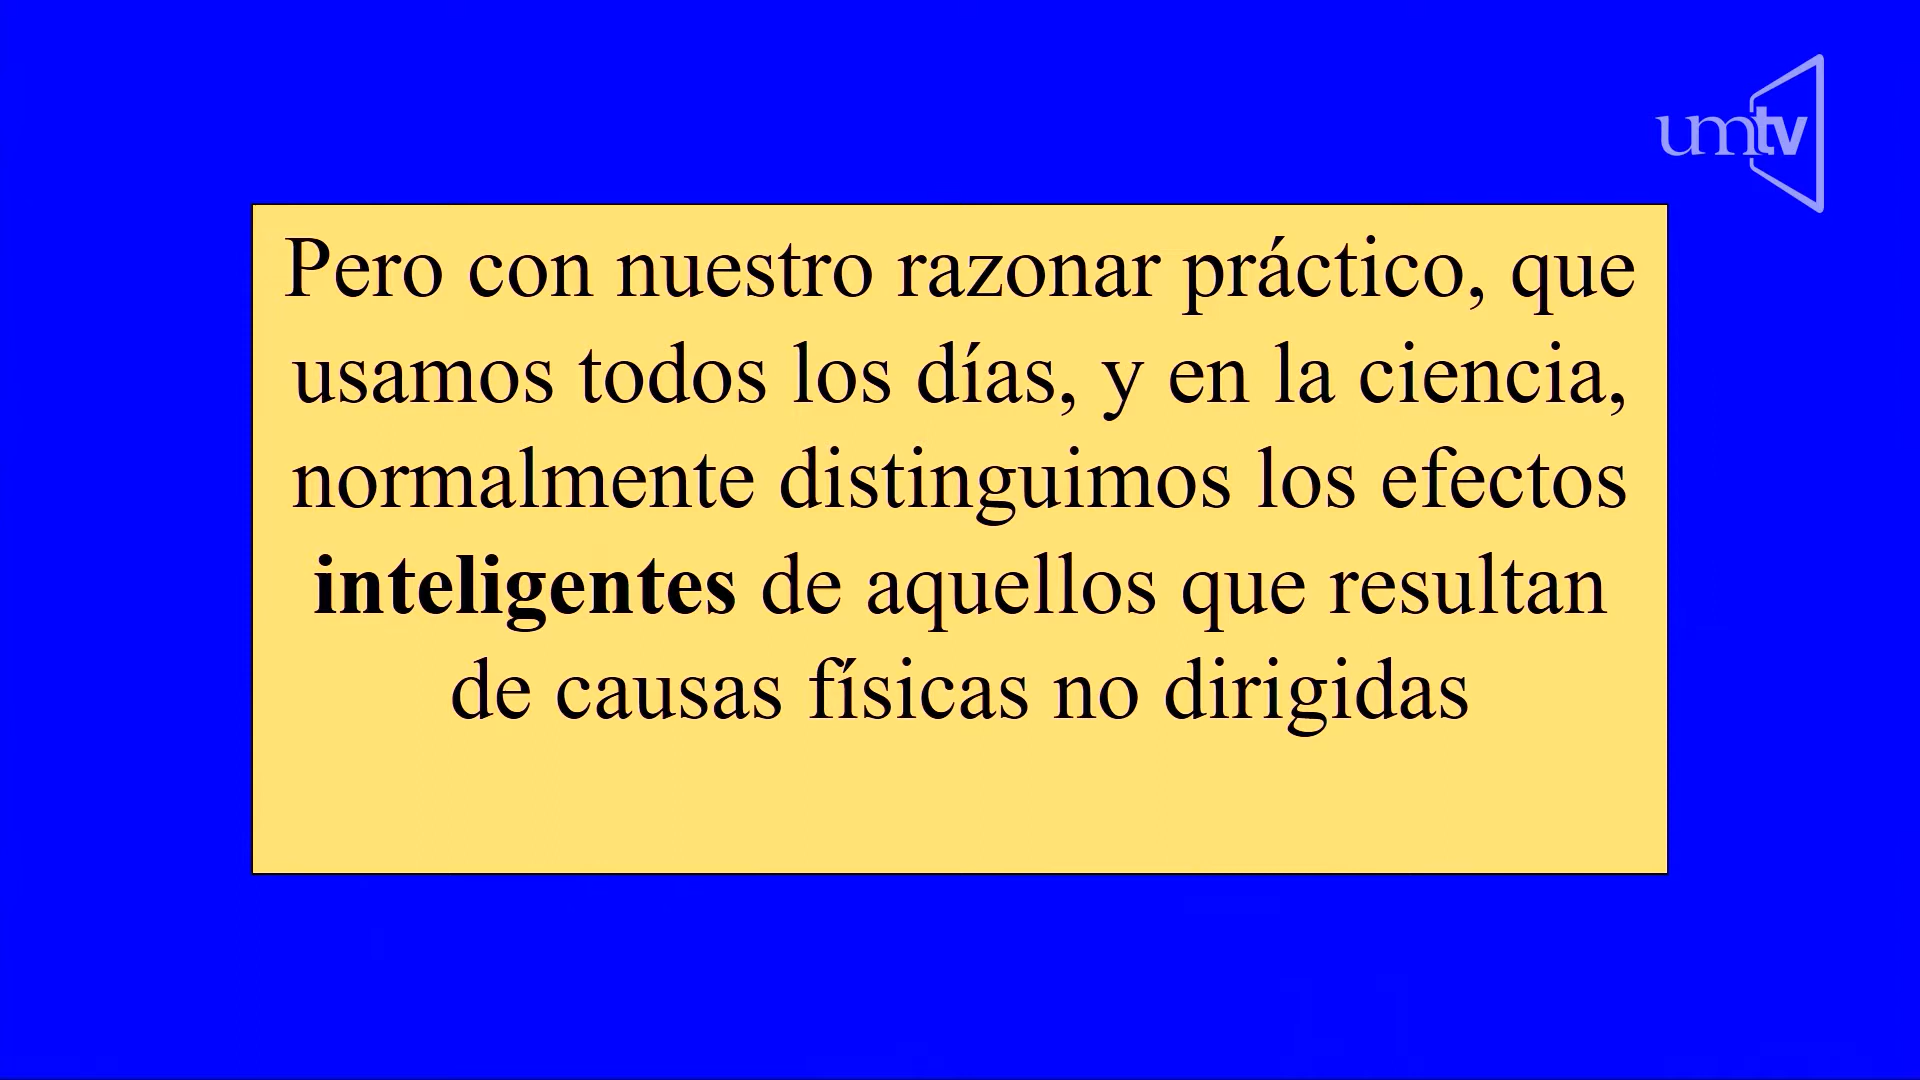 umtv
Pero con nuestro razonar práctico, que
usamos todos los días, y en la ciencia,
normalmente distinguimos los efectos
inteligentes de aquellos que resultan
de causas físicas no dirigidas